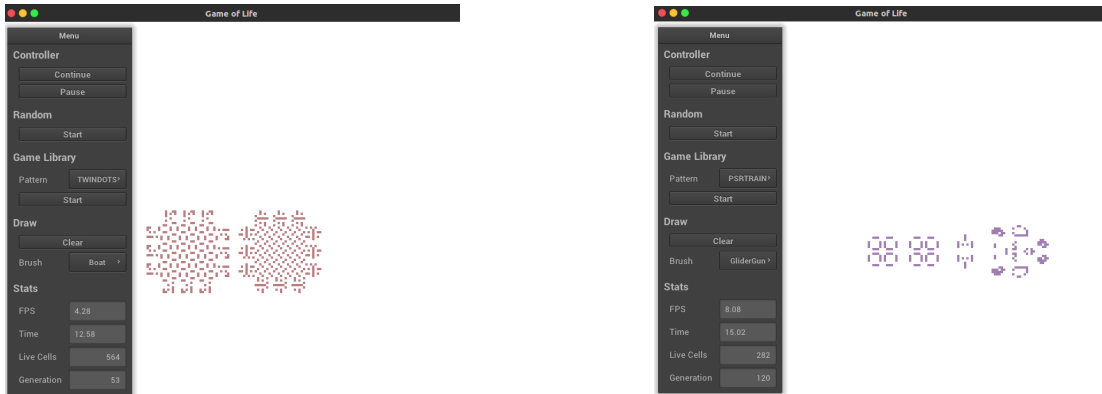 Game of Life
Menu
Controller
Continue
Pause
Random
Start
Game Library
Pattern TWINDOTS
Start
Draw
Clear
Brush Boat
Stats
FPS 4.28
Time 12.58
Live Cells 564
Generation 53
Game of Life
Menu
Controller
Continue
Pause
Random
Start
Game Library
Pattern PSRTRAIN
Start
Draw
Clear
Brush GliderGun
Stats
FPS 8.08
Time 15.02
Live Cells 282
Generation 120